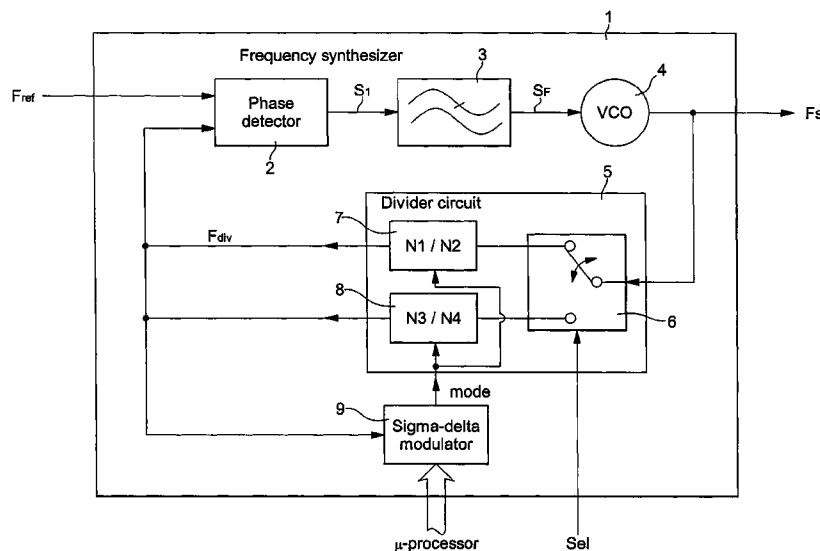 1
Frequency synthesizer
3
4
Fref
Phase detector
2
S1
SF
VCO
Fs
5
Divider circuit
7
N1 / N2
Fdiv
8
N3 / N4
6
mode
9
Sigma-delta modulator
μ-processor
Sel